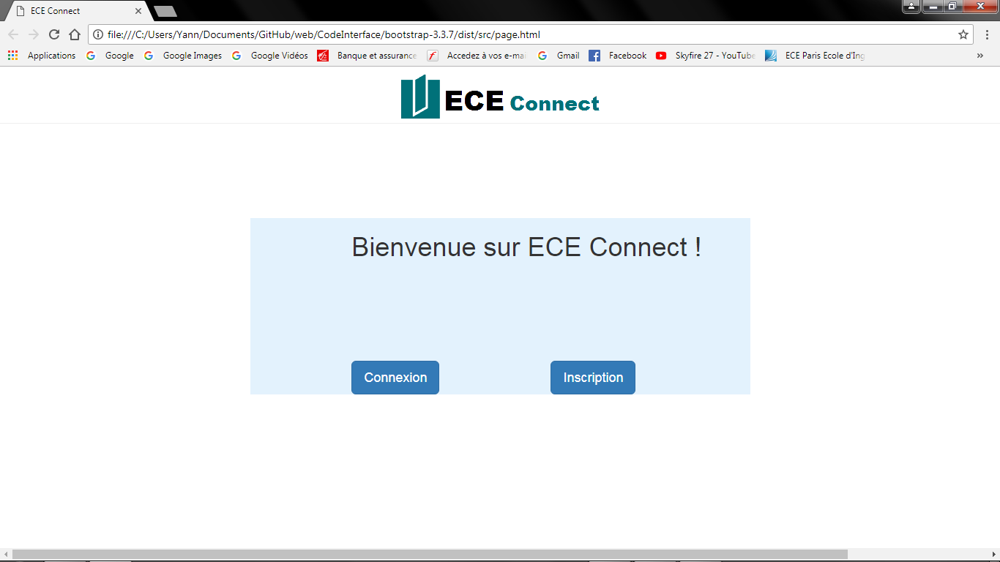 ECE Connect
file:///C:/Users/Yann/Documents/GitHub/web/CodeInterface/bootstrap-3.3.7/dist/src/page.html
Applications Google Google Images Google Vidéos Banque et assurance Accedez à vos e-mai Gmail Facebook Skyfire 27 - YouTube ECE Paris Ecole d'Ing
ECE Connect
Bienvenue sur ECE Connect !
Connexion Inscription